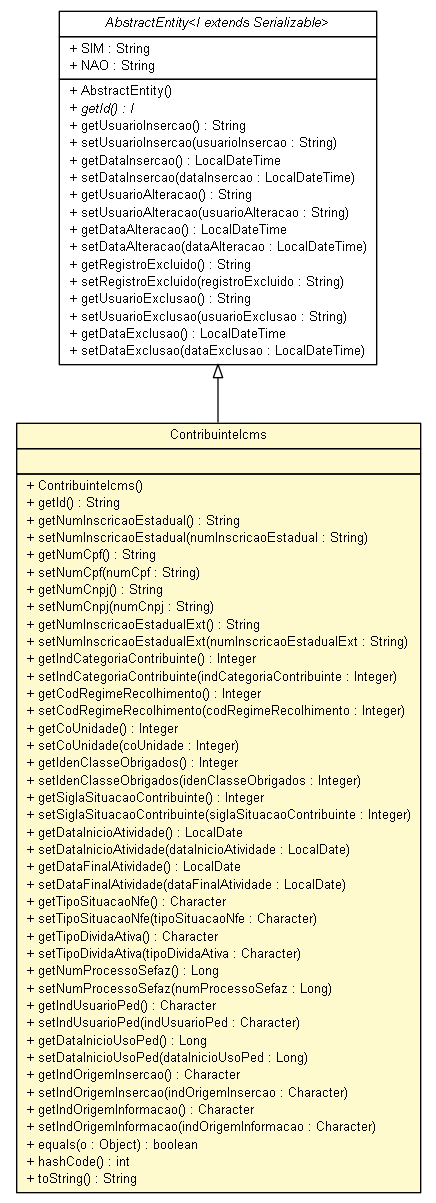 AbstractEntity<I extends Serializable>
+ SIM : String
+ NAO : String
+ AbstractEntity()
+ getId() : I
+ getUsuarioInsercao() : String
+ setUsuarioInsercao(usuarioInsercao : String)
+ getDataInsercao() : LocalDateTime
+ setDataInsercao(dataInsercao : LocalDateTime)
+ getUsuarioAlteracao() : String
+ setUsuarioAlteracao(usuarioAlteracao : String)
+ getDataAlteracao() : LocalDateTime
+ setDataAlteracao(dataAlteracao : LocalDateTime)
+ getRegistroExcluido() : String
+ setRegistroExcluido(registroExcluido : String)
+ getUsuarioExclusao() : String
+ setUsuarioExclusao(usuarioExclusao : String)
+ getDataExclusao() : LocalDateTime
+ setDataExclusao(dataExclusao : LocalDateTime)
ContribuinteIcms
+ ContribuinteIcms()
+ getId() : String
+ getNumInscricaoEstadual() : String
+ setNumInscricaoEstadual(numInscricaoEstadual : String)
+ getNumCpf() : String
+ setNumCpf(numCpf : String)
+ getNumCnpj() : String
+ setNumCnpj(numCnpj : String)
+ getNumInscricaoEstadualExt() : String
+ setNumInscricaoEstadualExt(numInscricaoEstadualExt : String)
+ getIndCategoriaContribuinte() : Integer
+ setIndCategoriaContribuinte(indCategoriaContribuinte : Integer)
+ getCodRegimeRecolhimento() : Integer
+ setCodRegimeRecolhimento(codRegimeRecolhimento : Integer)
+ getCoUnidade() : Integer
+ setCoUnidade(coUnidade : Integer)
+ getIdenClasseObrigados() : Integer
+ setIdenClasseObrigados(idenClasseObrigados : Integer)
+ getSiglaSituacaoContribuinte() : Integer
+ setSiglaSituacaoContribuinte(siglaSituacaoContribuinte : Integer)
+ getDataInicioAtividade() : LocalDate
+ setDataInicioAtividade(dataInicioAtividade : LocalDate)
+ getDataFinalAtividade() : LocalDate
+ setDataFinalAtividade(dataFinalAtividade : LocalDate)
+ getTipoSituacaoNfe() : Character
+ setTipoSituacaoNfe(tipoSituacaoNfe : Character)
+ getTipoDividaAtiva() : Character
+ setTipoDividaAtiva(tipoDividaAtiva : Character)
+ getNumProcessoSefaz() : Long
+ setNumProcessoSefaz(numProcessoSefaz : Long)
+ getIndUsuarioPed() : Character
+ setIndUsuarioPed(indUsuarioPed : Character)
+ getDataInicioUsoPed() : Long
+ setDataInicioUsoPed(dataInicioUsoPed : Long)
+ getIndOrigemInsercao() : Character
+ setIndOrigemInsercao(indOrigemInsercao : Character)
+ getIndOrigemInformacao() : Character
+ setIndOrigemInformacao(indOrigemInformacao : Character)
+ equals(o : Object) : boolean
+ hashCode() : int
+ toString() : String